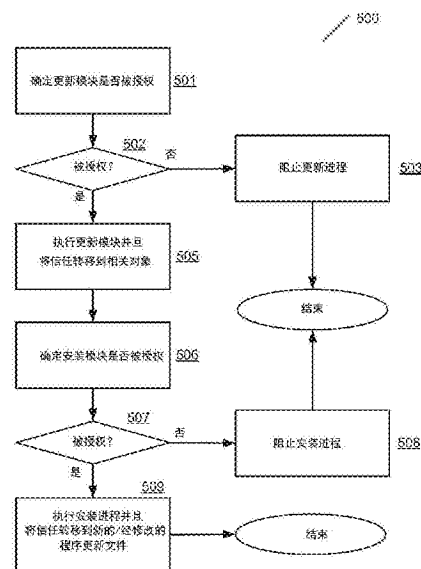 500
确定更新模块是否被授权
501
502
被授权?
否
阻止更新进程
503
是
执行更新模块并且
将信任转移到相关对象
505
结束
确定安装模块是否被授权
506
507
被授权?
否
阻止安装进程
508
是
509
执行安装进程并且
将信任转移到新的/经修改的
程序更新文件
结束